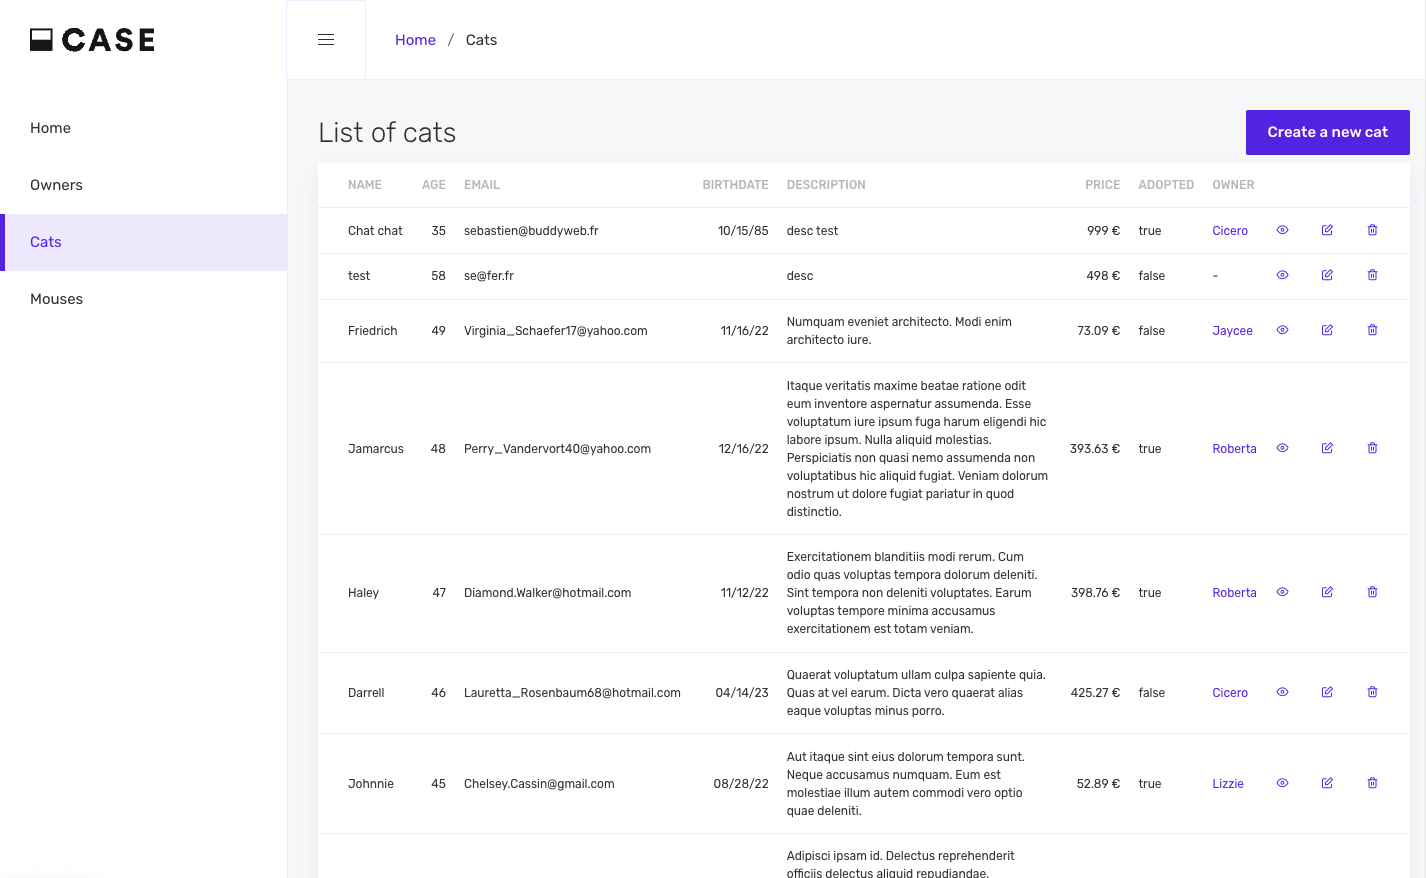 CASE
Home / Cats
Home
Owners
Cats
Mouses
List of cats
Create a new cat
NAME AGE EMAIL BIRTHDATE DESCRIPTION PRICE ADOPTED OWNER
Chat chat 35 sebastien@buddyweb.fr 10/15/85 desc test 999 € true Cicero
test 58 se@fer.fr desc 498 € false -
Friedrich 49 Virginia_Schaefer17@yahoo.com 11/16/22 Numquam eveniet architecto. Modi enim
architecto iure. 73.09 € false Jaycee
Jamarcus 48 Perry_Vandervort40@yahoo.com 12/16/22 Itaque veritatis maxime beatae ratione odit
eum inventore aspernatur assumenda. Esse
voluptatum iure ipsum fuga harum eligendi hic
labore ipsum. Nulla aliquid molestias.
Perspiciatis non quasi nemo assumenda non
voluptatibus hic aliquid fugiat. Veniam dolorum
nostrum ut dolore fugiat pariatur in quod
distinctio. 393.63 € true Roberta
Haley 47 Diamond.Walker@hotmail.com 11/12/22 Exercitationem blanditiis modi rerum. Cum
odio quas voluptas tempora dolorum deleniti.
Sint tempora non deleniti voluptates. Earum
voluptas tempore minima accusamus
exercitationem est totam veniam. 398.76 € true Roberta
Darrell 46 Lauretta_Rosenbaum68@hotmail.com 04/14/23 Quaerat voluptatum ullam culpa sapiente quia.
Quas at vel earum. Dicta vero quaerat alias
eaque voluptas minus porro. 425.27 € false Cicero
Johnnie 45 Chelsey.Cassin@gmail.com 08/28/22 Aut itaque sint eius dolorum tempora sunt.
Neque accusamus numquam. Eum est
molestiae illum autem commodi vero optio
quae deleniti. 52.89 € true Lizzie
Adipisci ipsam id. Delectus reprehenderit
officiis delectus aliquid repudiandae.